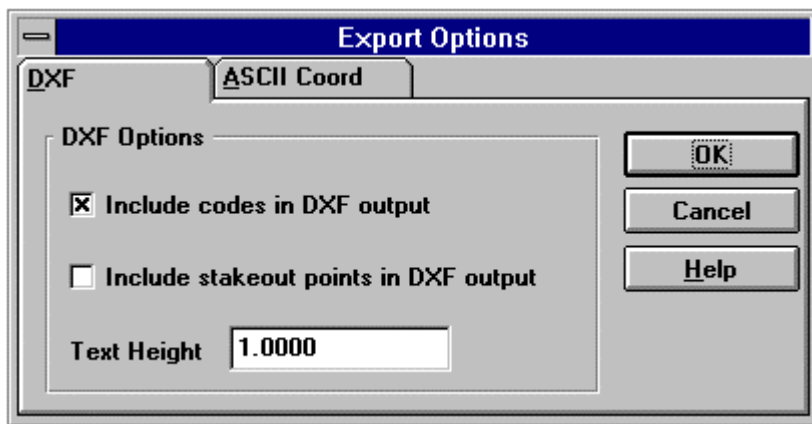 Export Options
DXF
ASCII Coord
DXF Options
Include codes in DXF output
Include stakeout points in DXF output
Text Height 1.0000
OK
Cancel
Help